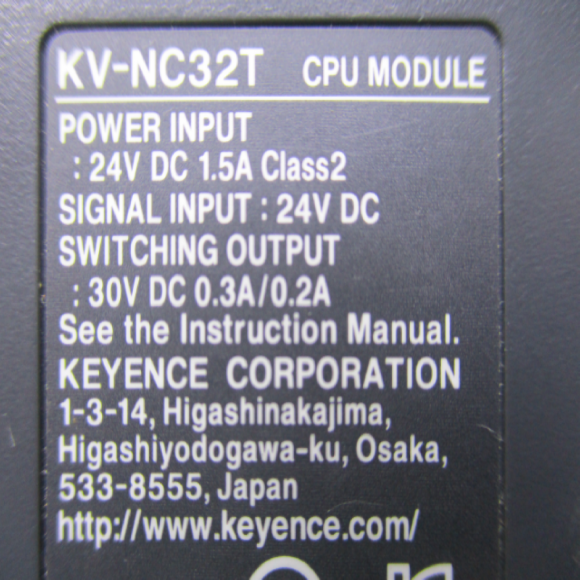 KV-NC32T CPU MODULE
POWER INPUT
: 24V DC 1.5A Class2
SIGNAL INPUT : 24V DC
SWITCHING OUTPUT
: 30V DC 0.3A/0.2A
See the Instruction Manual.
KEYENCE CORPORATION
1-3-14, Higashinakajima,
Higashiyodogawa-ku, Osaka,
533-8555, Japan
http://www.keyence.com/